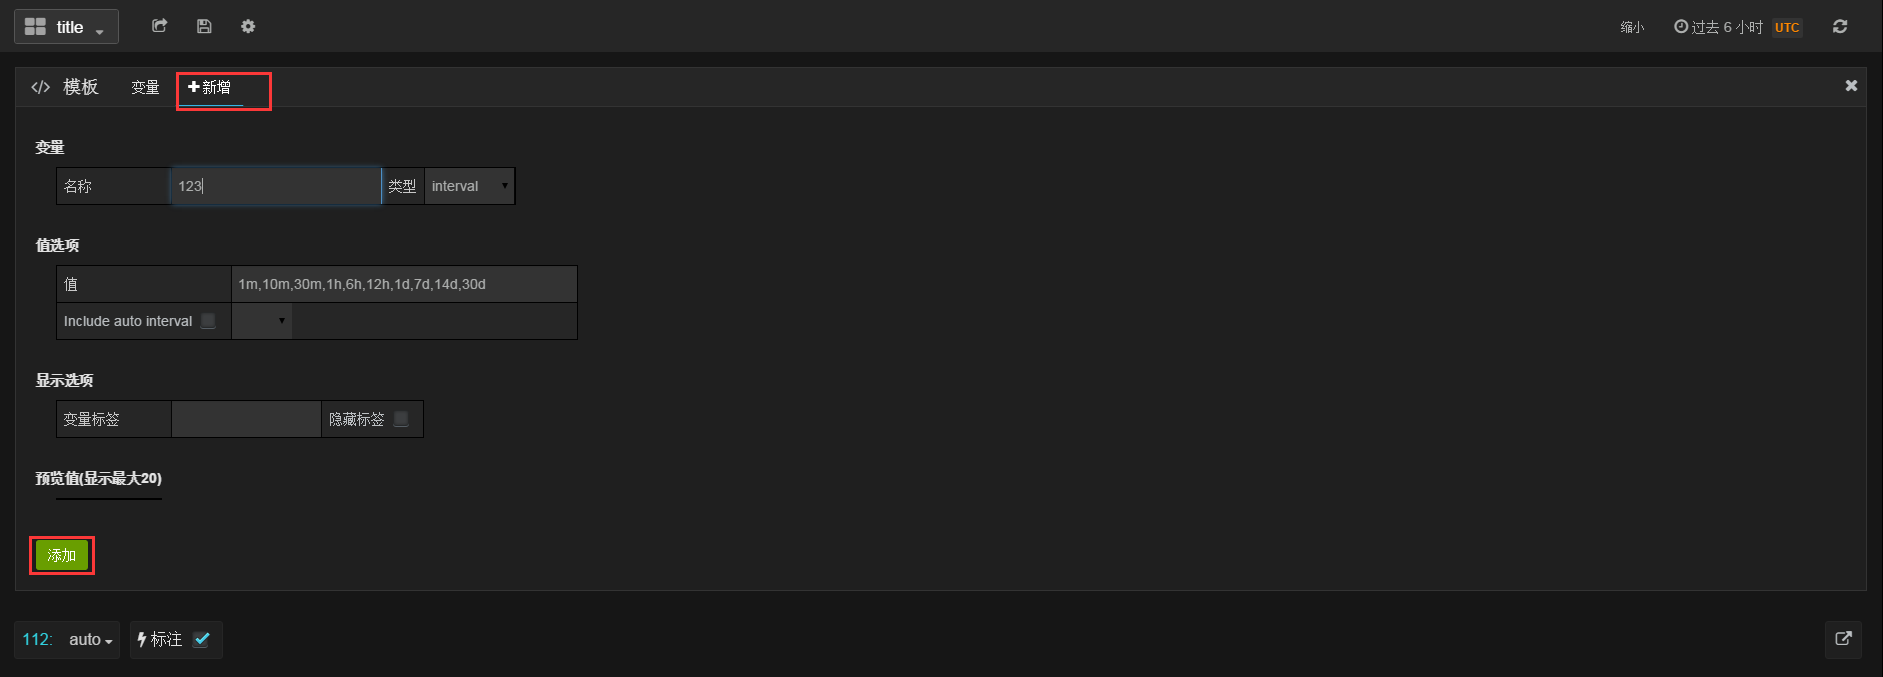 title
缩小 过去 6 小时 UTC
模板 变量 新增
变量
名称 123 类型 interval
值选项
值 1m,10m,30m,1h,6h,12h,1d,7d,14d,30d
Include auto interval
显示选项
变量标签 隐藏标签
预览值(显示最大20)
添加
112: auto 标注